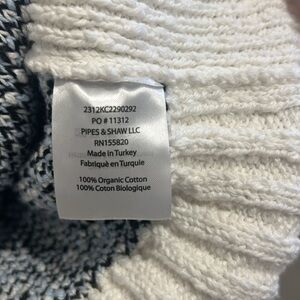 2312KC2290292
PO # 11312
PIPES & SHAW LLC
RN155820
Made in Turkey
Fabriqué en Turquie
100% Organic Cotton
100% Coton Biologique